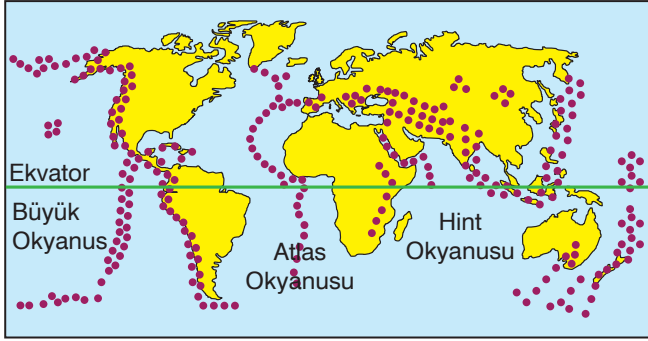 Ekvator
Büyük
Okyanus
Atlas
Okyanusu
Hint
Okyanusu